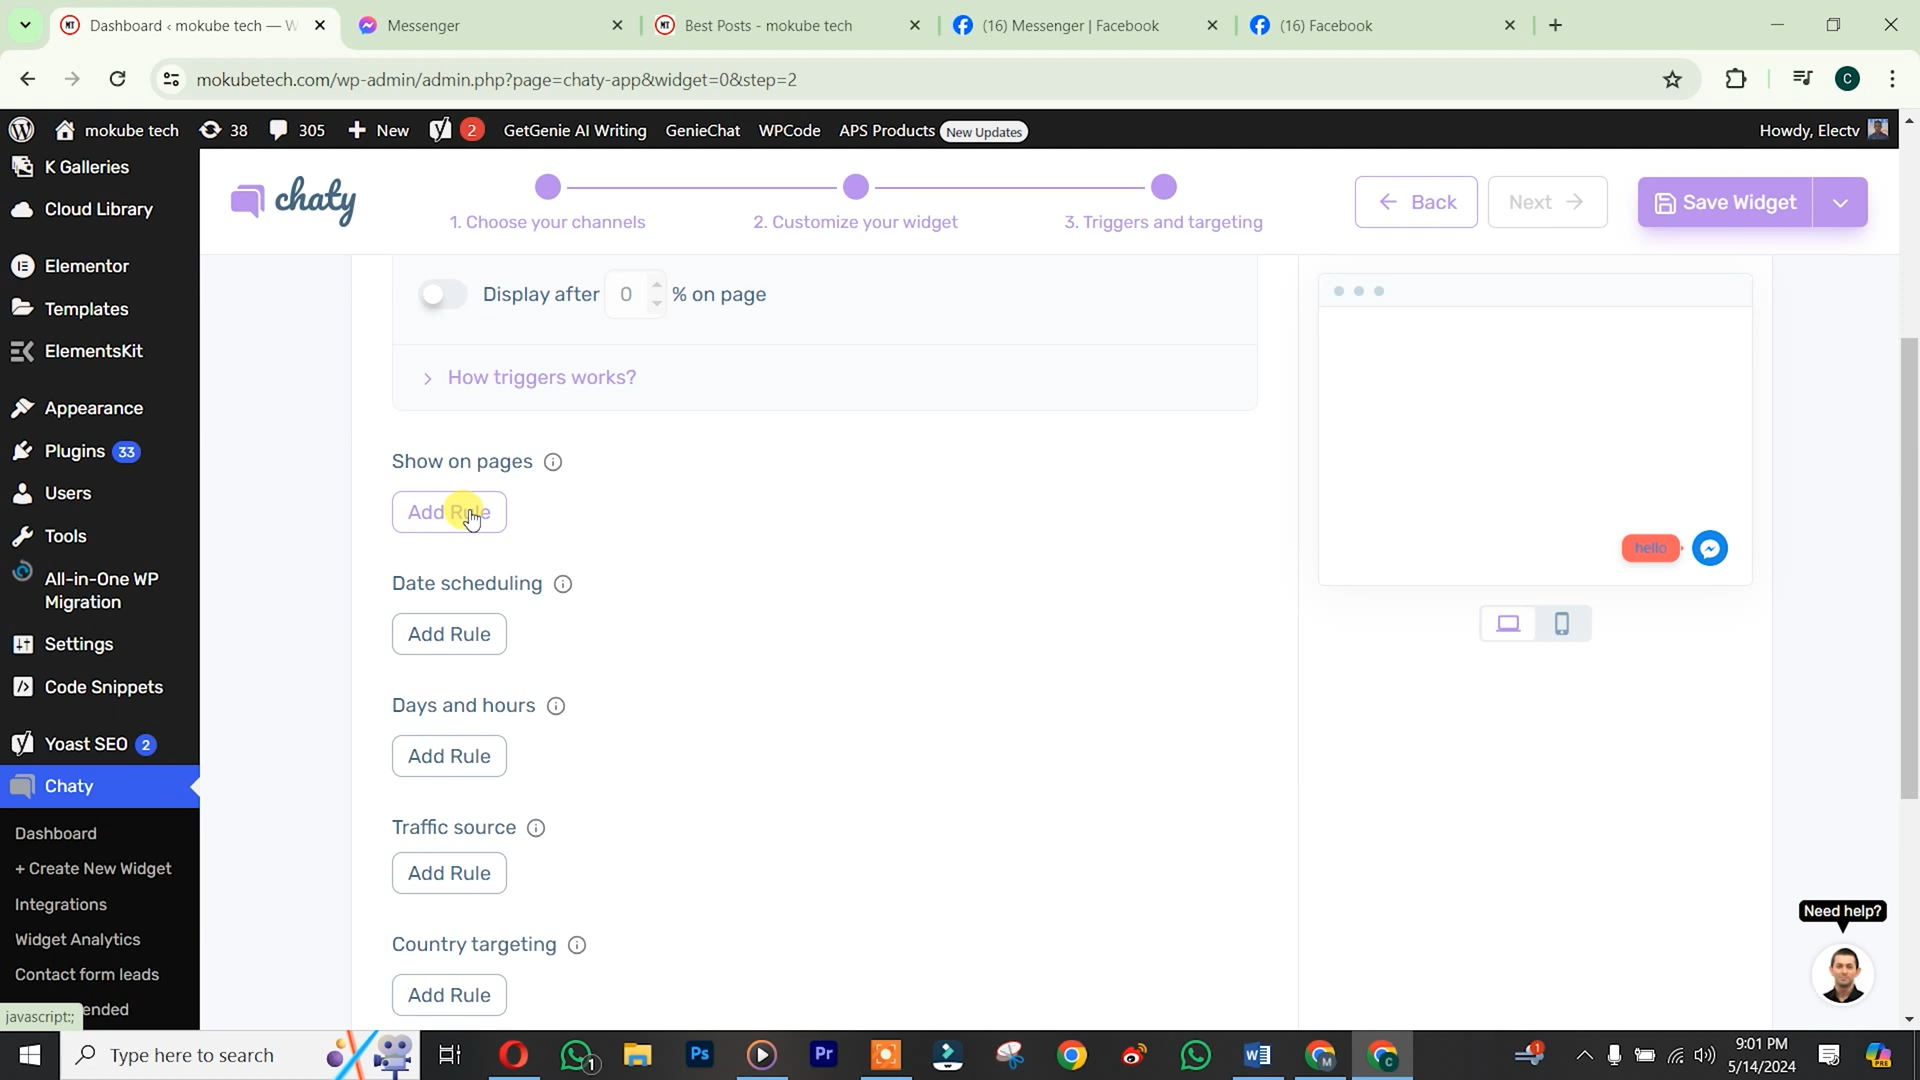 Dashboard ‹ mokube tech — W
Messenger
Best Posts - mokube tech
(16) Messenger | Facebook
(16) Facebook
mokubetech.com/wp-admin/admin.php?page=chaty-app&widget=0&step=2
C
mokube tech
38
305
New
2
GetGenie AI Writing
GenieChat
WPCode
APS Products
New Updates
Howdy, Electv
K Galleries
Cloud Library
Elementor
Templates
ElementsKit
Appearance
Plugins 33
Users
Tools
All-in-One WP
Migration
Settings
Code Snippets
Yoast SEO 2
Chaty
Dashboard
+ Create New Widget
Integrations
Widget Analytics
Contact form leads
ended
javascript:;
chaty
1. Choose your channels
2. Customize your widget
3. Triggers and targeting
Back
Next
Save Widget
Display after 0 % on page
How triggers works?
Show on pages
Add Rule
Date scheduling
Add Rule
Days and hours
Add Rule
Traffic source
Add Rule
Country targeting
Add Rule
hello
Need help?
Type here to search
1
Ps
Pr
M
C
1
9:01 PM
5/14/2024
PRE